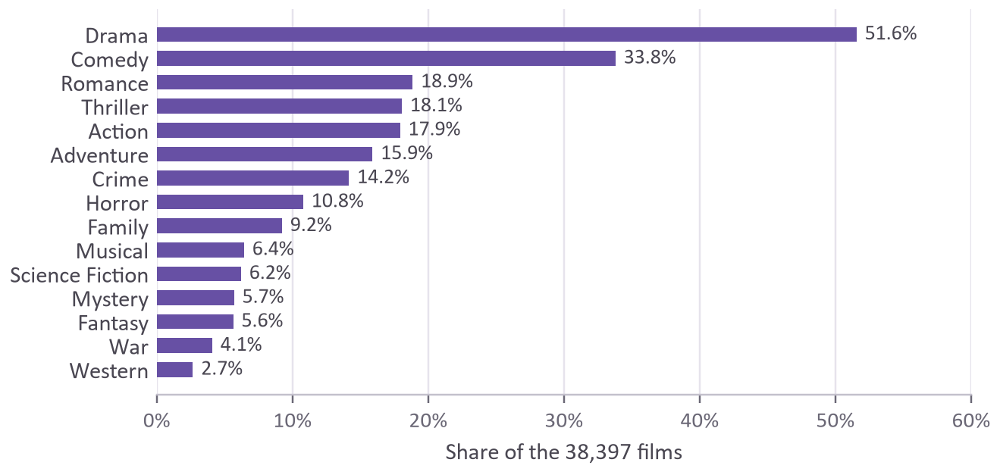 Drama 51.6%
Comedy 33.8%
Romance 18.9%
Thriller 18.1%
Action 17.9%
Adventure 15.9%
Crime 14.2%
Horror 10.8%
Family 9.2%
Musical 6.4%
Science Fiction 6.2%
Mystery 5.7%
Fantasy 5.6%
War 4.1%
Western 2.7%
0% 10% 20% 30% 40% 50% 60%
Share of the 38,397 films